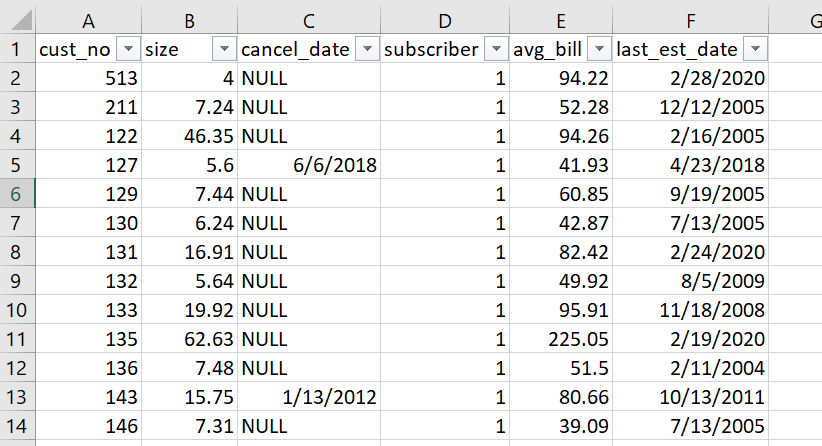 A B C D E F G
1 cust_no size cancel_date subscriber avg_bill last_est_date
2 513 4 NULL 1 94.22 2/28/2020
3 211 7.24 NULL 1 52.28 12/12/2005
4 122 46.35 NULL 1 94.26 2/16/2005
5 127 5.6 6/6/2018 1 41.93 4/23/2018
6 129 7.44 NULL 1 60.85 9/19/2005
7 130 6.24 NULL 1 42.87 7/13/2005
8 131 16.91 NULL 1 82.42 2/24/2020
9 132 5.64 NULL 1 49.92 8/5/2009
10 133 19.92 NULL 1 95.91 11/18/2008
11 135 62.63 NULL 1 225.05 2/19/2020
12 136 7.48 NULL 1 51.5 2/11/2004
13 143 15.75 1/13/2012 1 80.66 10/13/2011
14 146 7.31 NULL 1 39.09 7/13/2005